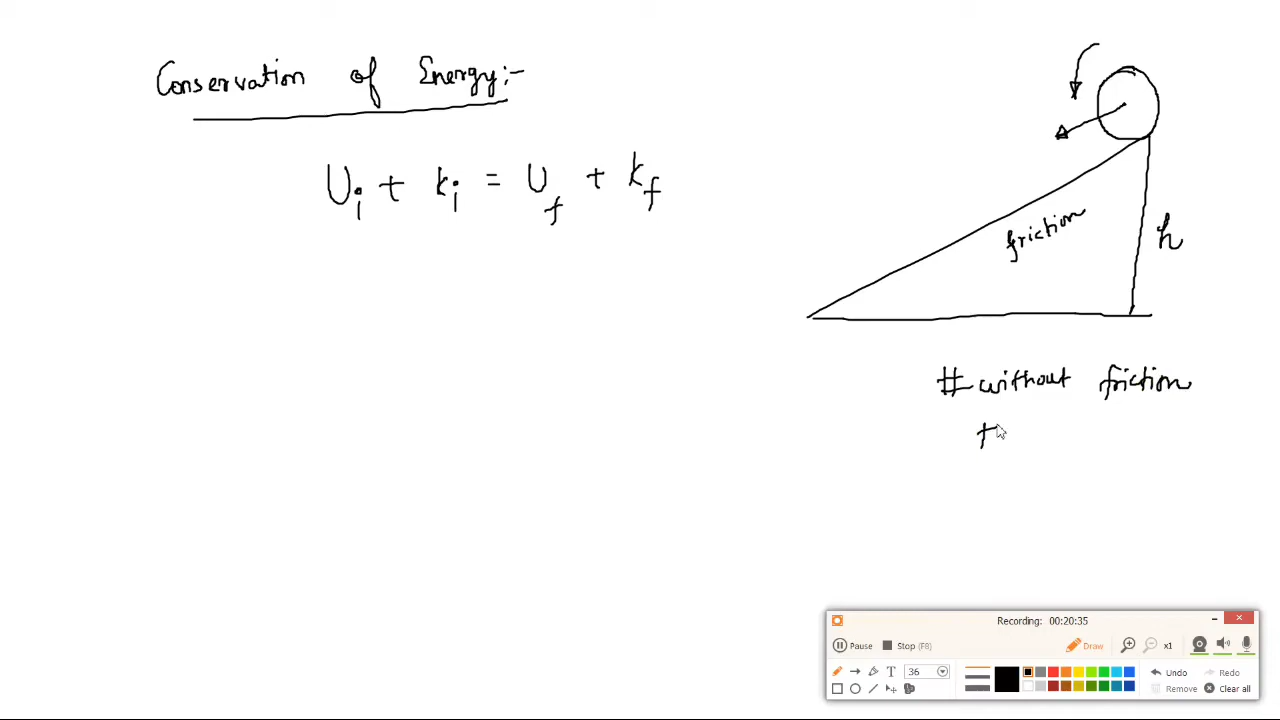 Conservation of Energy:-
Ui + ki = Uf + kf
friction
h
# without friction
Recording: 00:20:35
Pause
Stop (F8)
Draw
x1
T
36
Undo
Redo
Remove
Clear all